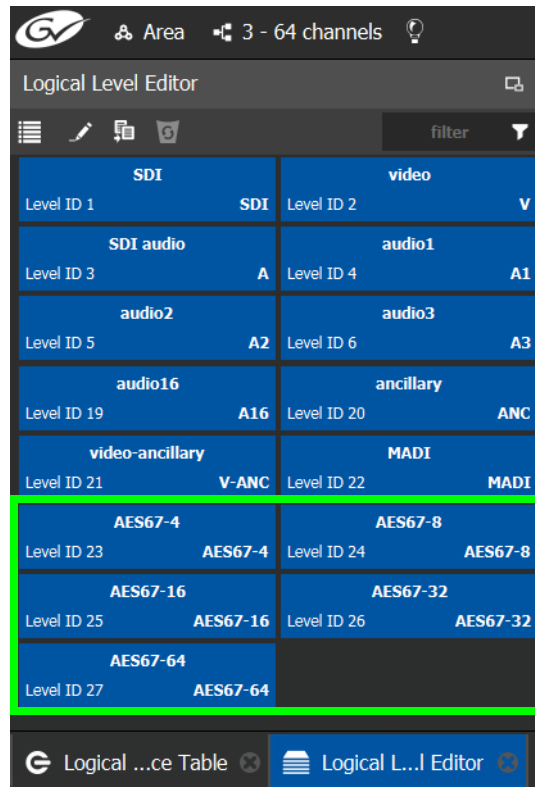 GV Area 3 - 64 channels
Logical Level Editor
filter
SDI video
Level ID 1 SDI Level ID 2 V
SDI audio audio1
Level ID 3 A Level ID 4 A1
audio2 audio3
Level ID 5 A2 Level ID 6 A3
audio16 ancillary
Level ID 19 A16 Level ID 20 ANC
video-ancillary MADI
Level ID 21 V-ANC Level ID 22 MADI
AES67-4 AES67-8
Level ID 23 AES67-4 Level ID 24 AES67-8
AES67-16 AES67-32
Level ID 25 AES67-16 Level ID 26 AES67-32
AES67-64
Level ID 27 AES67-64
Logical ...ce Table Logical L...l Editor